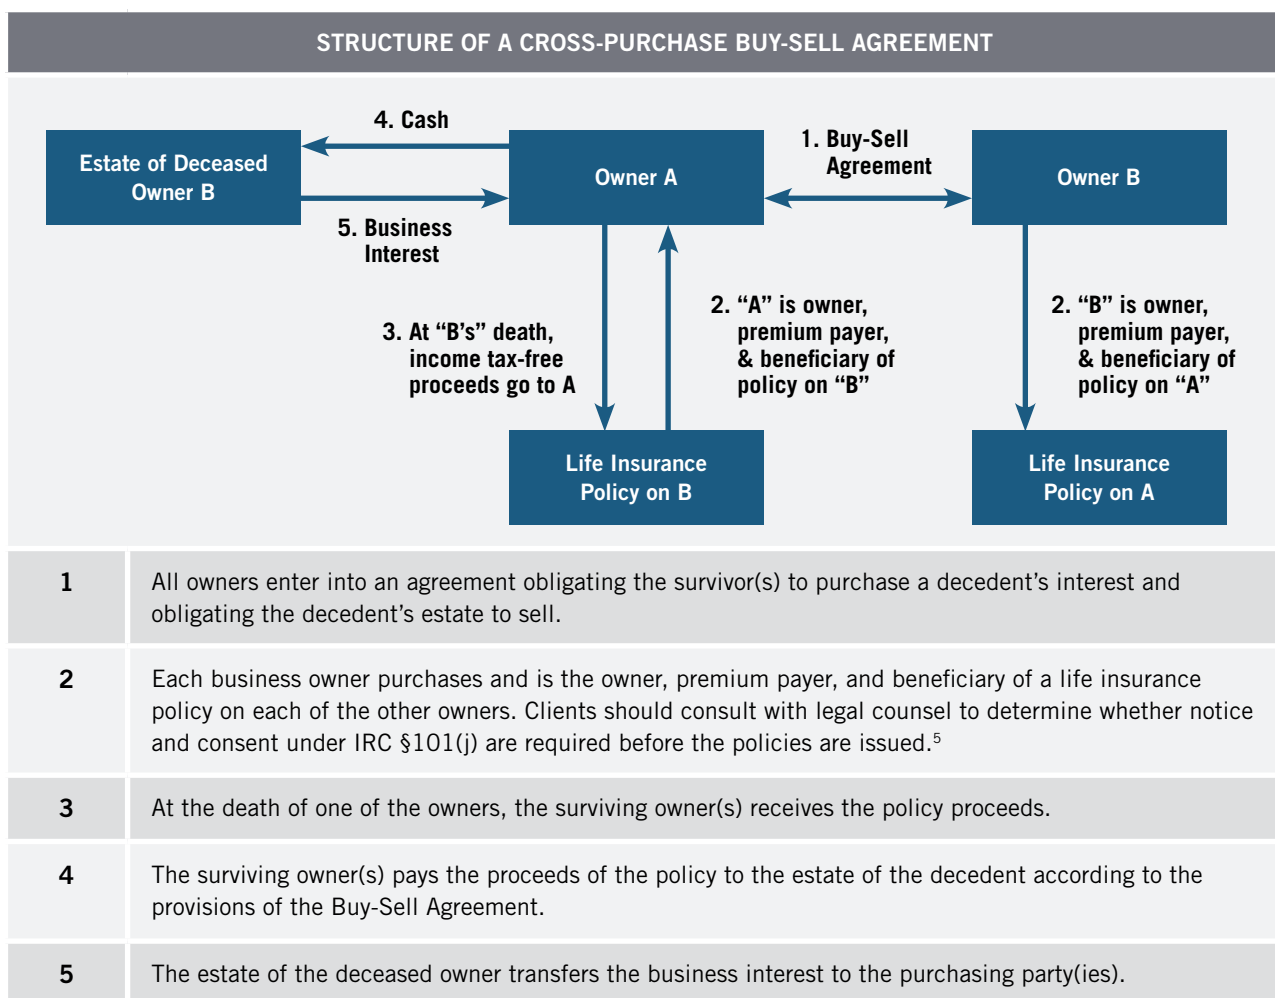 STRUCTURE OF A CROSS-PURCHASE BUY-SELL AGREEMENT
4. Cash
Estate of Deceased
Owner B
Owner A
1. Buy-Sell
Agreement
Owner B
5. Business
Interest
3. At “B’s” death,
income tax-free
proceeds go to A
2. “A” is owner,
premium payer,
& beneficiary of
policy on “B”
2. “B” is owner,
premium payer,
& beneficiary of
policy on “A”
Life Insurance
Policy on B
Life Insurance
Policy on A
1
All owners enter into an agreement obligating the survivor(s) to purchase a decedent’s interest and
obligating the decedent’s estate to sell.
2
Each business owner purchases and is the owner, premium payer, and beneficiary of a life insurance
policy on each of the other owners. Clients should consult with legal counsel to determine whether notice
and consent under IRC §101(j) are required before the policies are issued.⁵
3
At the death of one of the owners, the surviving owner(s) receives the policy proceeds.
4
The surviving owner(s) pays the proceeds of the policy to the estate of the decedent according to the
provisions of the Buy-Sell Agreement.
5
The estate of the deceased owner transfers the business interest to the purchasing party(ies).